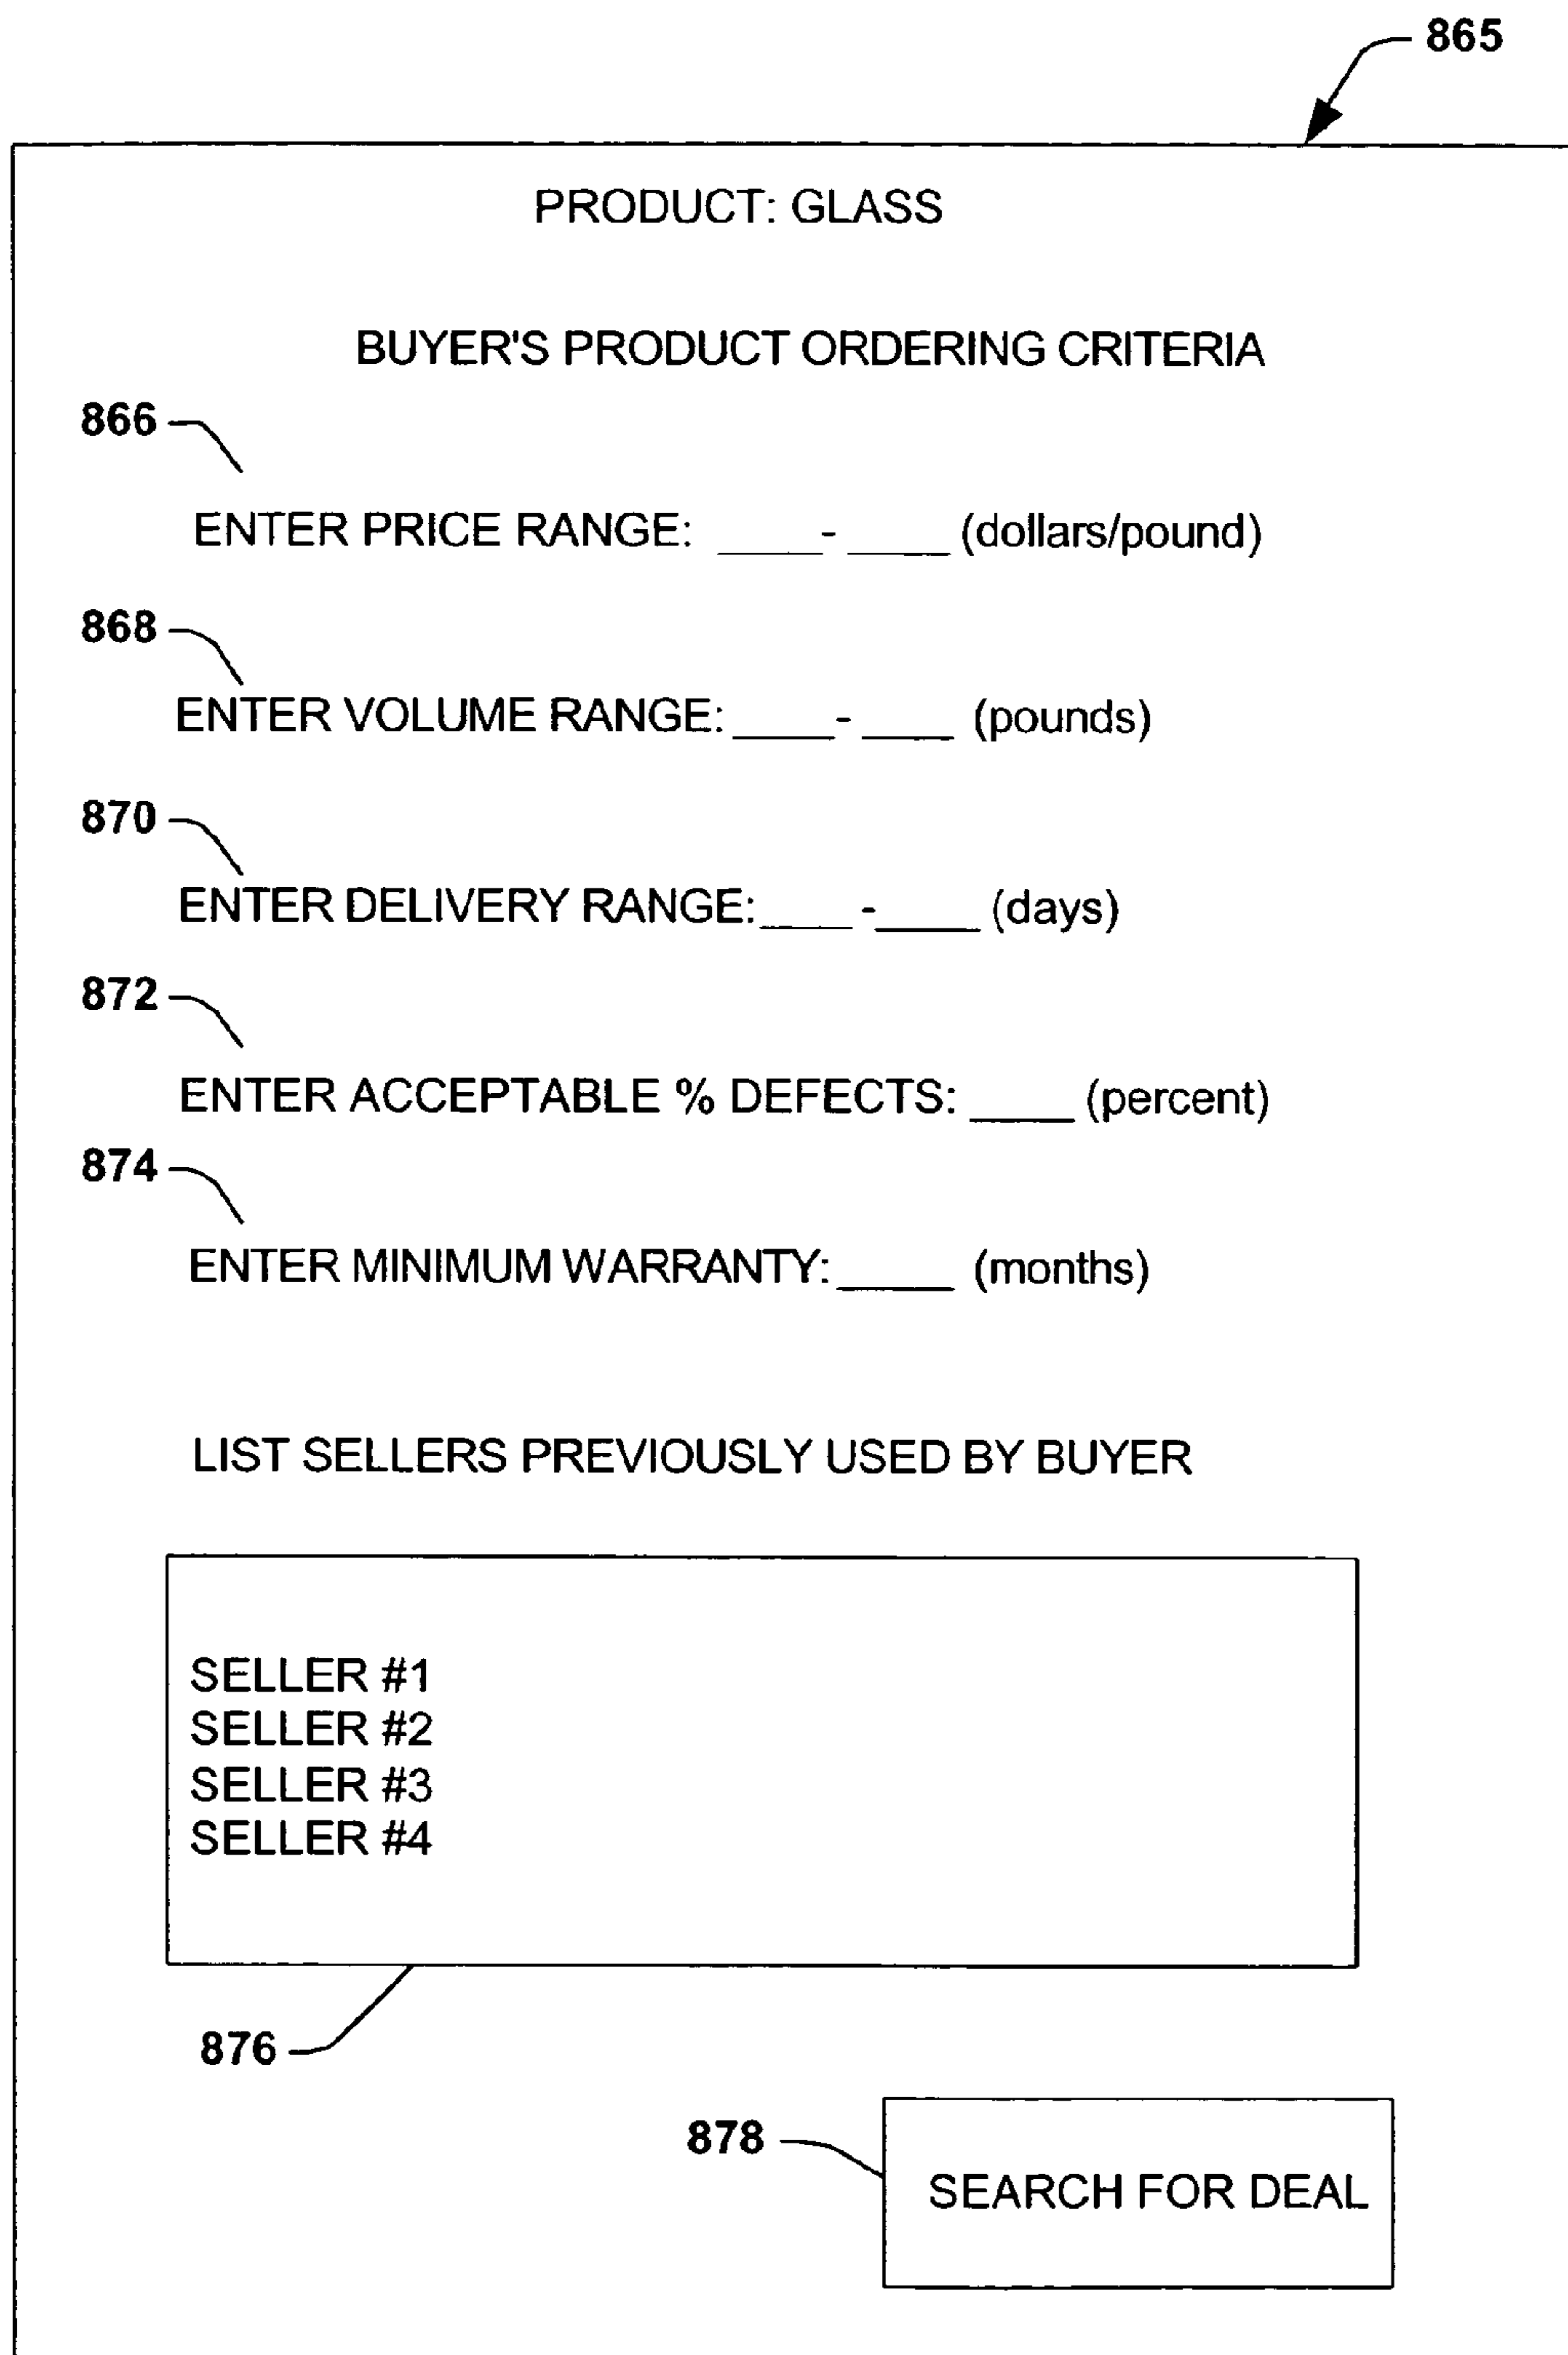 865
PRODUCT: GLASS
BUYER'S PRODUCT ORDERING CRITERIA
866
ENTER PRICE RANGE: ____-____ (dollars/pound)
868
ENTER VOLUME RANGE:____-____ (pounds)
870
ENTER DELIVERY RANGE:____-____ (days)
872
ENTER ACCEPTABLE % DEFECTS: ____ (percent)
874
ENTER MINIMUM WARRANTY:____ (months)
LIST SELLERS PREVIOUSLY USED BY BUYER
SELLER #1
SELLER #2
SELLER #3
SELLER #4
876
878
SEARCH FOR DEAL